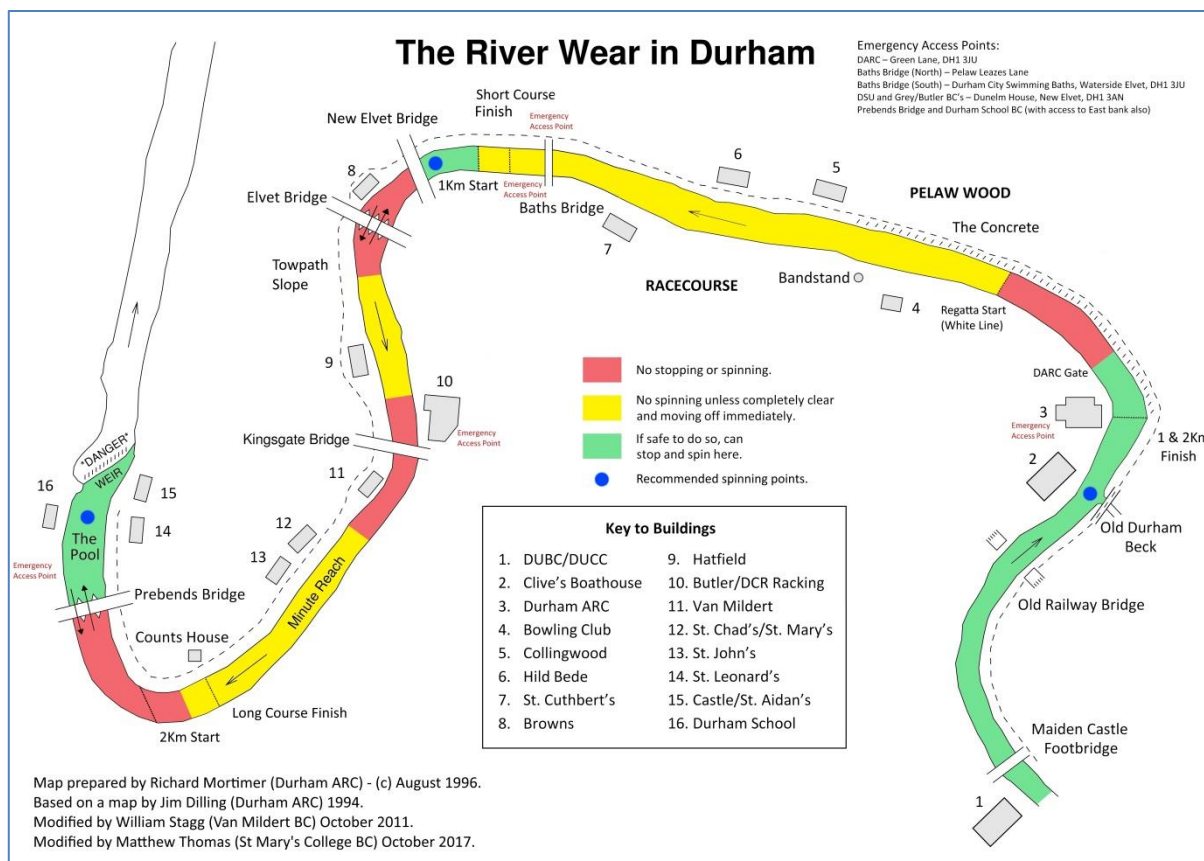 The River Wear in Durham
Emergency Access Points:
DARC – Green Lane, DH1 3JU
Baths Bridge (North) – Pelaw Leazes Lane
Baths Bridge (South) – Durham City Swimming Baths, Waterside Elvet, DH1 3JU
DSU and Grey/Butler BC's – Dunelm House, New Elvet, DH1 3AN
Prebends Bridge and Durham School BC (with access to East bank also)
Short Course
Finish
Emergency
Access Point
New Elvet Bridge
8
1Km Start
Emergency
Access Point
Baths Bridge
7
6
5
PELAW WOOD
The Concrete
Elvet Bridge
Towpath
Slope
RACECOURSE
Bandstand
4
Regatta Start
(White Line)
DARC Gate
3
Emergency
Access Point
1 & 2Km
Finish
2
Old Durham
Beck
Old Railway Bridge
Maiden Castle
Footbridge
1
9
10
Emergency
Access Point
Kingsgate Bridge
11
12
13
Minute Reach
No stopping or spinning.
No spinning unless completely clear
and moving off immediately.
If safe to do so, can
stop and spin here.
Recommended spinning points.
*DANGER*
WEIR
16
15
14
The
Pool
Emergency
Access Point
Prebends Bridge
Counts House
Long Course Finish
2Km Start
Key to Buildings
1. DUBC/DUCC
2. Clive's Boathouse
3. Durham ARC
4. Bowling Club
5. Collingwood
6. Hild Bede
7. St. Cuthbert's
8. Browns
9. Hatfield
10. Butler/DCR Racking
11. Van Mildert
12. St. Chad's/St. Mary's
13. St. John's
14. St. Leonard's
15. Castle/St. Aidan's
16. Durham School
Map prepared by Richard Mortimer (Durham ARC) - (c) August 1996.
Based on a map by Jim Dilling (Durham ARC) 1994.
Modified by William Stagg (Van Mildert BC) October 2011.
Modified by Matthew Thomas (St Mary's College BC) October 2017.